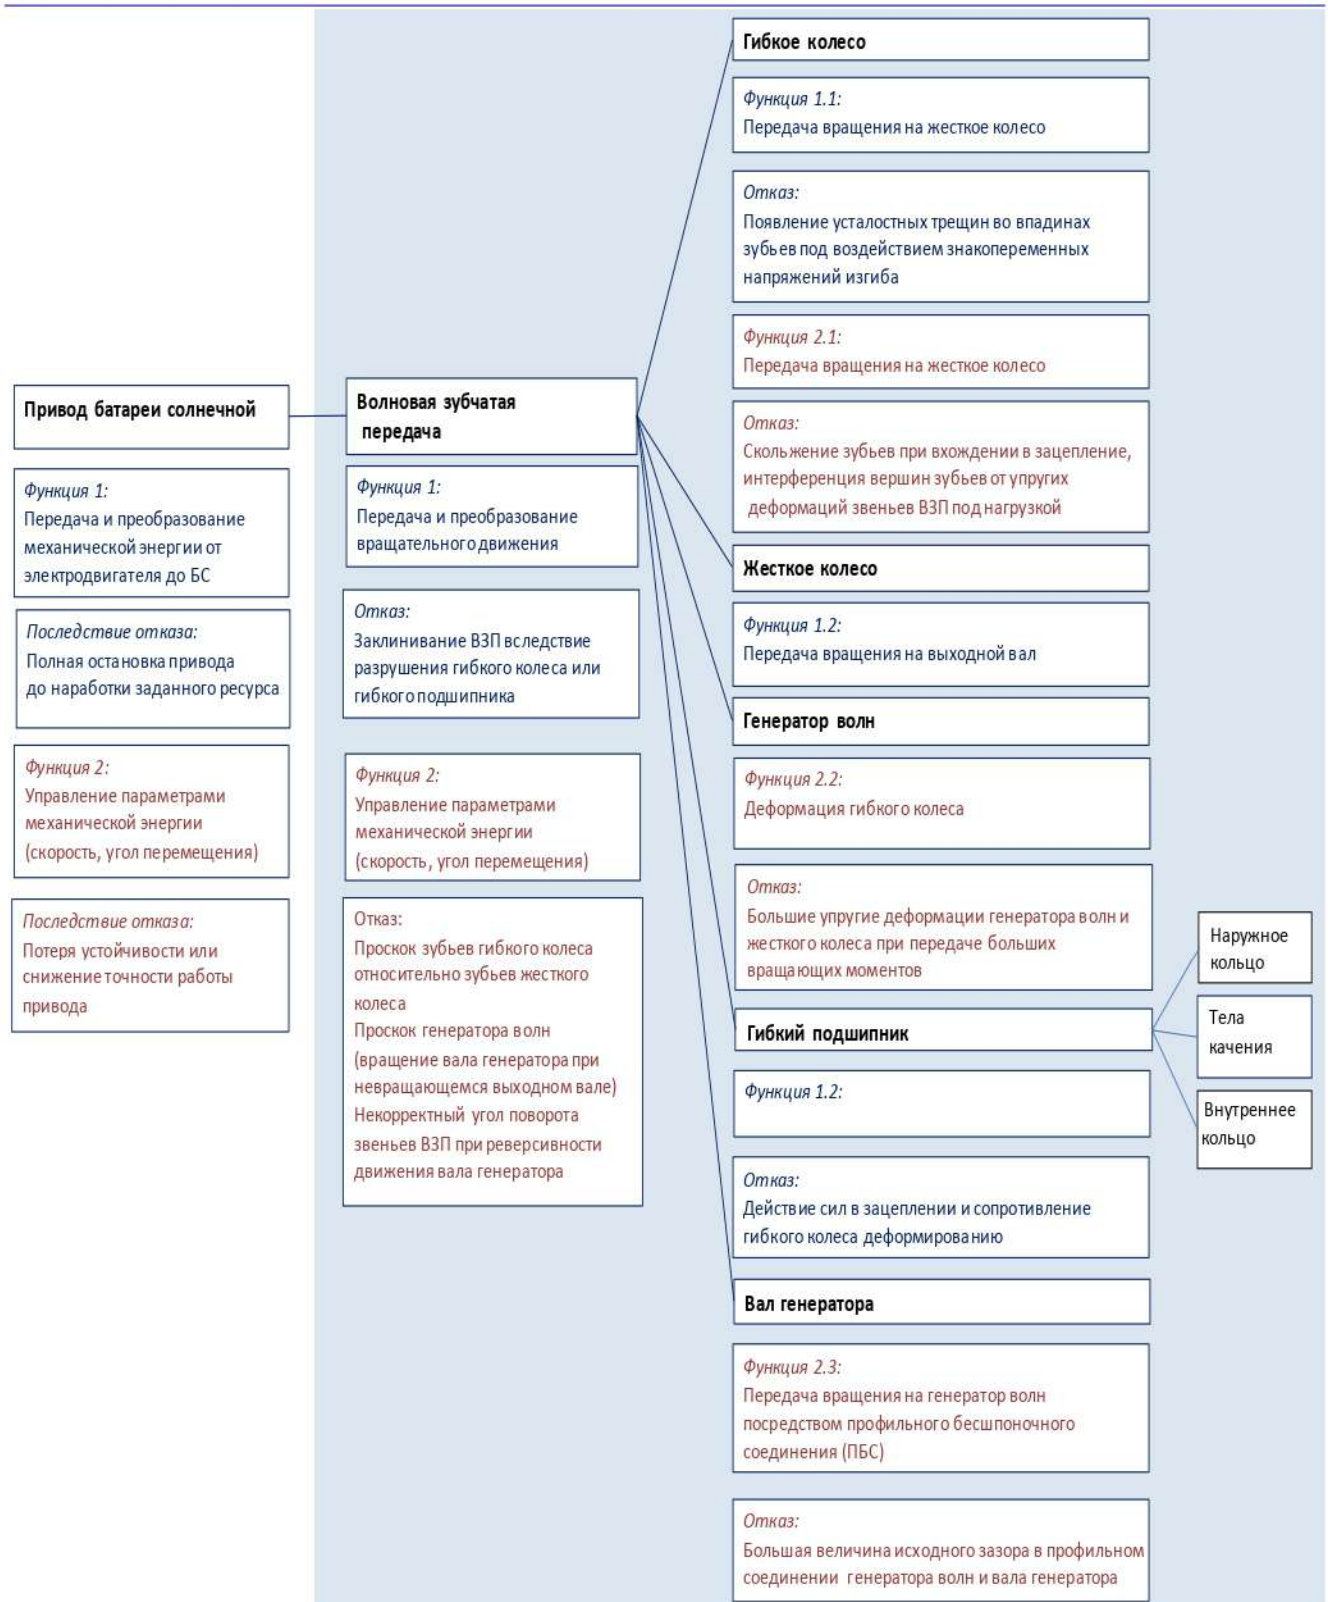 Привод батареи солнечной
Функция 1:
Передача и преобразование
механической энергии от
электродвигателя до БС
Последствие отказа:
Полная остановка привода
до наработки заданного ресурса
Функция 2:
Управление параметрами
механической энергии
(скорость, угол перемещения)
Последствие отказа:
Потеря устойчивости или
снижение точности работы
привода
Волновая зубчатая
передача
Функция 1:
Передача и преобразование
вращательного движения
Отказ:
Заклинивание ВЗП вследствие
разрушения гибкого колеса или
гибкого подшипника
Функция 2:
Управление параметрами
механической энергии
(скорость, угол перемещения)
Отказ:
Проскок зубьев гибкого колеса
относительно зубьев жесткого
колеса
Проскок генератора волн
(вращение вала генератора при
невращающемся выходном вале)
Некорректный угол поворота
звеньев ВЗП при реверсивности
движения вала генератора
Гибкое колесо
Функция 1.1:
Передача вращения на жесткое колесо
Отказ:
Появление усталостных трещин во впадинах
зубьев под воздействием знакопеременных
напряжений изгиба
Функция 2.1:
Передача вращения на жесткое колесо
Отказ:
Скольжение зубьев при вхождении в зацепление,
интерференция вершин зубьев от упругих
деформаций звеньев ВЗП под нагрузкой
Жесткое колесо
Функция 1.2:
Передача вращения на выходной вал
Генератор волн
Функция 2.2:
Деформация гибкого колеса
Отказ:
Большие упругие деформации генератора волн и
жесткого колеса при передаче больших
вращающих моментов
Гибкий подшипник
Функция 1.2:
Отказ:
Действие сил в зацеплении и сопротивление
гибкого колеса деформированию
Вал генератора
Функция 2.3:
Передача вращения на генератор волн
посредством профильного бесшпоночного
соединения (ПБС)
Отказ:
Большая величина исходного зазора в профильном
соединении генератора волн и вала генератора
Наружное
кольцо
Тела
качения
Внутреннее
кольцо